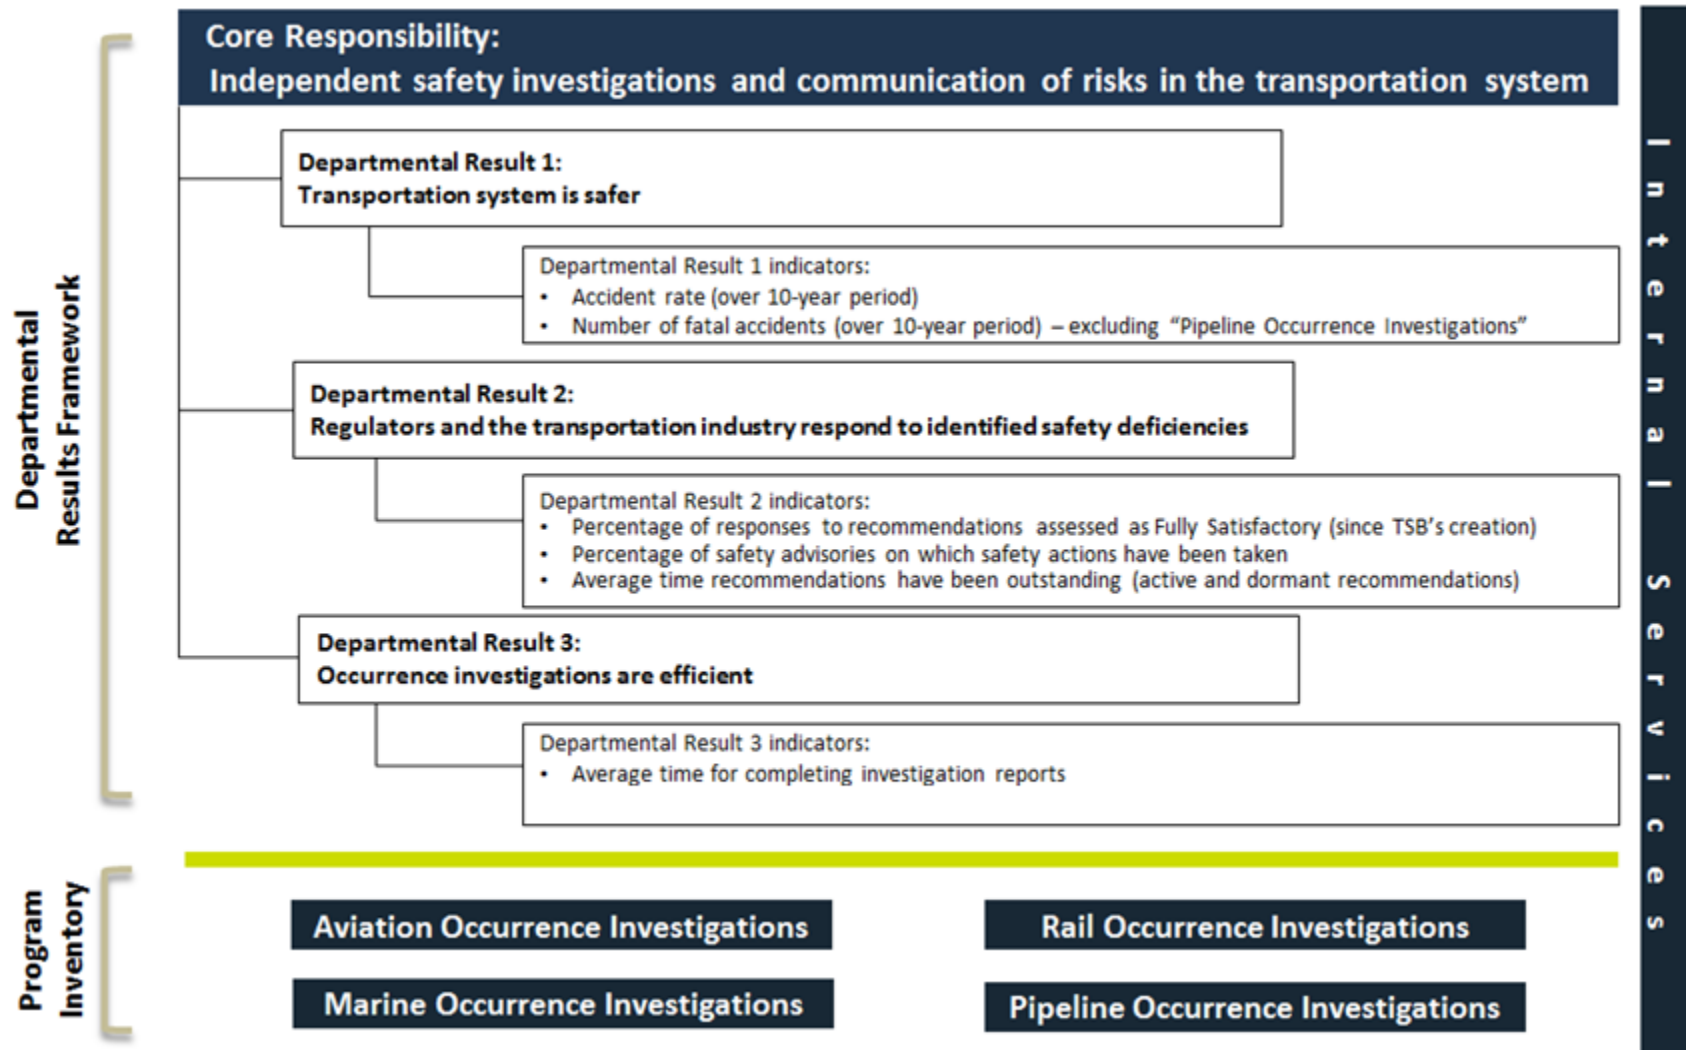 Core Responsibility:
Independent safety investigations and communication of risks in the transportation system
Departmental Result 1:
Transportation system is safer
Departmental Result 1 indicators:
• Accident rate (over 10-year period)
• Number of fatal accidents (over 10-year period) – excluding “Pipeline Occurrence Investigations”
Departmental Result 2:
Regulators and the transportation industry respond to identified safety deficiencies
Departmental Result 2 indicators:
• Percentage of responses to recommendations assessed as Fully Satisfactory (since TSB's creation)
• Percentage of safety advisories on which safety actions have been taken
• Average time recommendations have been outstanding (active and dormant recommendations)
Departmental Result 3:
Occurrence investigations are efficient
Departmental Result 3 indicators:
• Average time for completing investigation reports
Departmental
Results Framework
Program
Inventory
Aviation Occurrence Investigations
Rail Occurrence Investigations
Marine Occurrence Investigations
Pipeline Occurrence Investigations
Internal Services